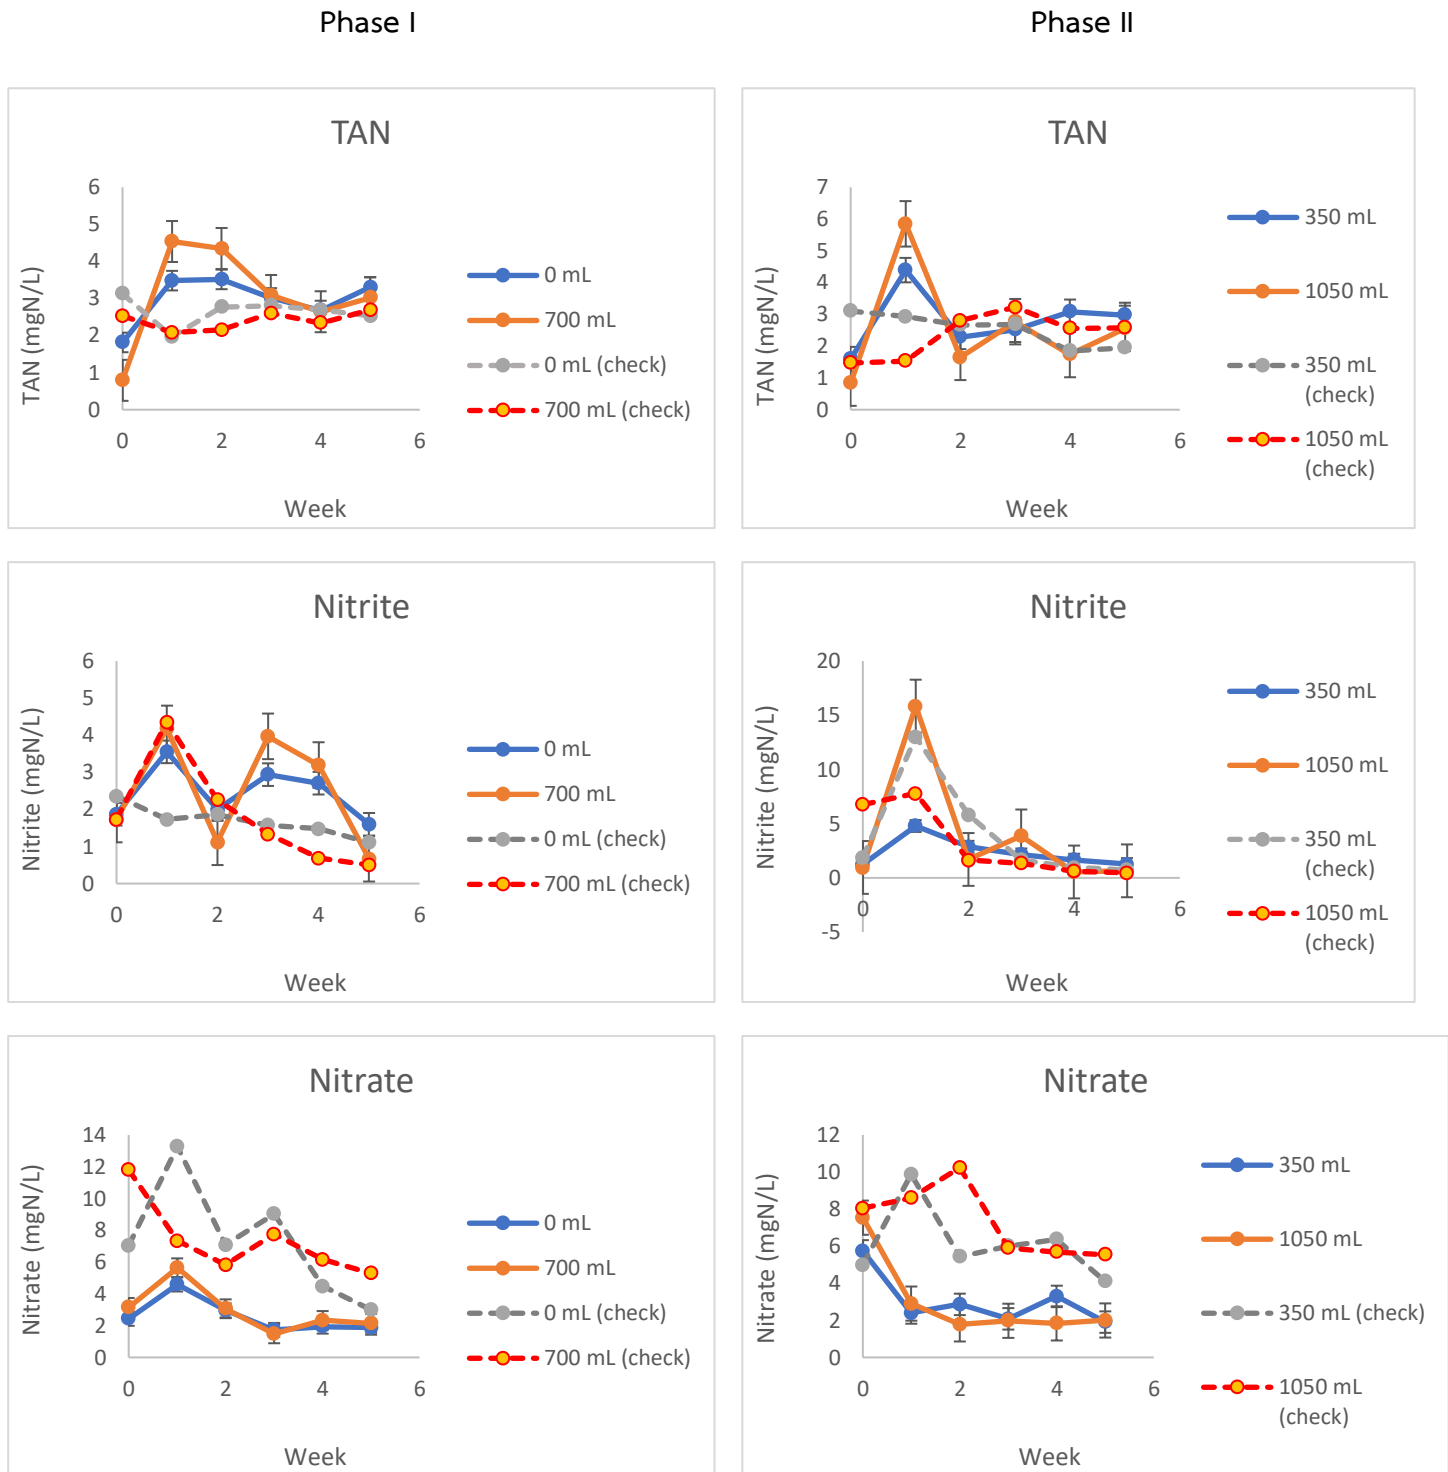 Phase I
Phase II
TAN
6
5
4
3
2
1
0
0
2
4
6
TAN (mgN/L)
Week
0 mL
700 mL
0 mL (check)
700 mL (check)
TAN
7
6
5
4
3
2
1
0
0
2
4
6
TAN (mgN/L)
Week
350 mL
1050 mL
350 mL
(check)
1050 mL
(check)
Nitrite
6
5
4
3
2
1
0
0
2
4
6
Nitrite (mgN/L)
Week
0 mL
700 mL
0 mL (check)
700 mL (check)
Nitrite
20
15
10
5
0
-5
0
2
4
6
Nitrite (mgN/L)
Week
350 mL
1050 mL
350 mL
(check)
1050 mL
(check)
Nitrate
14
12
10
8
6
4
2
0
0
2
4
6
Nitrate (mgN/L)
Week
0 mL
700 mL
0 mL (check)
700 mL (check)
Nitrate
12
10
8
6
4
2
0
0
2
4
6
Nitrate (mgN/L)
Week
350 mL
1050 mL
350 mL (check)
1050 mL
(check)